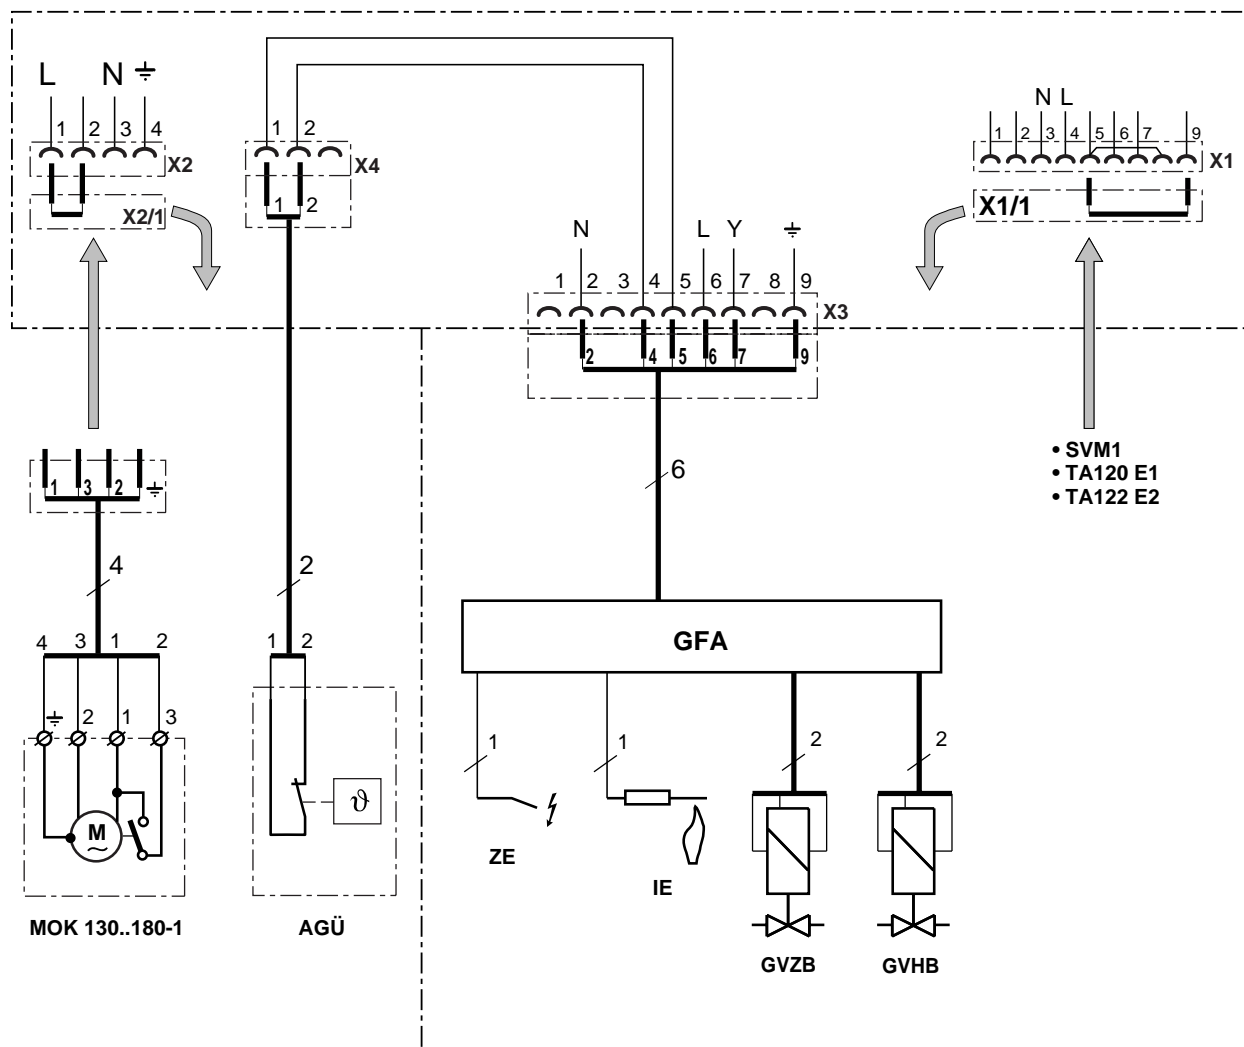 L N
1 2 3 4
X2
X2/1
1 2
X4
1 2
N L
1 2 3 4 5 6 7 9
X1
X1/1
N L Y
1 2 3 4 5 6 7 8 9
X3
2 4 5 6 7 9
• SVM1
• TA120 E1
• TA122 E2
1 3 2
4
2
6
4 3 1 2
1 2
GFA
2 1 3
1
1
2
2
M
~
ϑ
ZE
IE
MOK 130..180-1
AGÜ
GVZB
GVHB